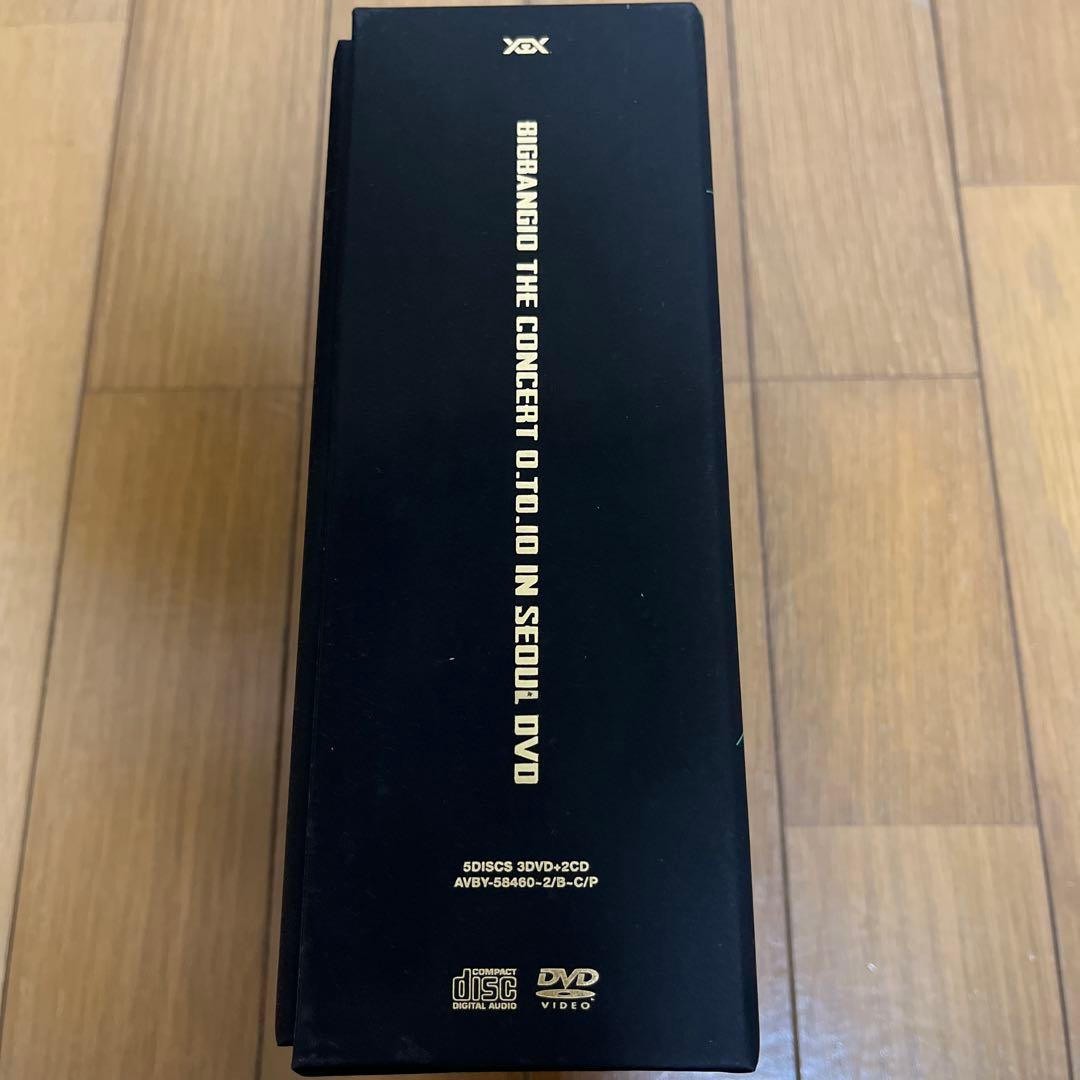 BIGBANG10 THE CONCERT 0.TO.10 IN SEOUL DVD
5DISCS 3DVD+2CD
AVBY-58460~2/B~C/P
COMPACT
disc
DIGITAL AUDIO
DVD
VIDEO